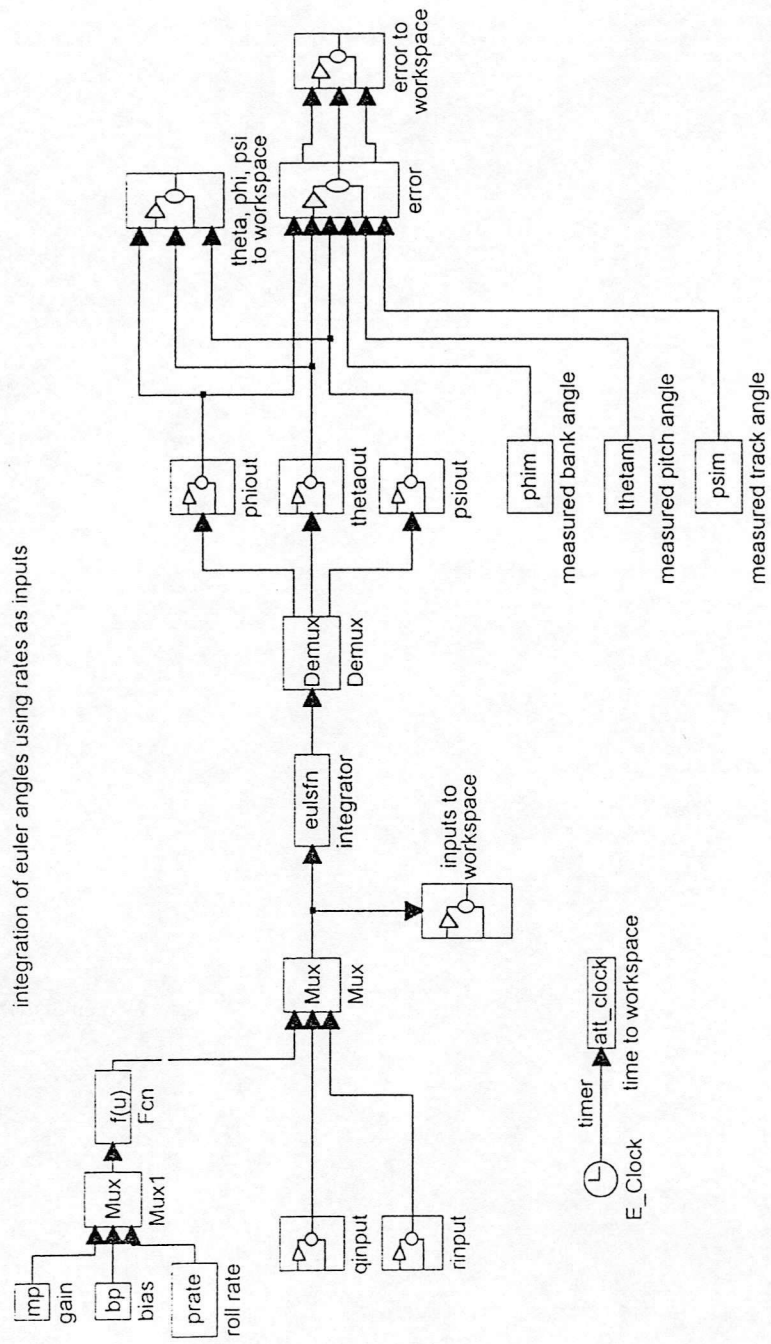 integration of euler angles using rates as inputs
mp
gain
bp
bias
prate
roll rate
Mux
Mux1
f(u)
Fcn
qinput
rinput
Mux
Mux
inputs to
workspace
eulsfn
integrator
Demux
Demux
phiout
thetaout
psiout
theta, phi, psi
to workspace
error
error to
workspace
phim
measured bank angle
thetam
measured pitch angle
psim
measured track angle
E_Clock
timer
att_clock
time to workspace